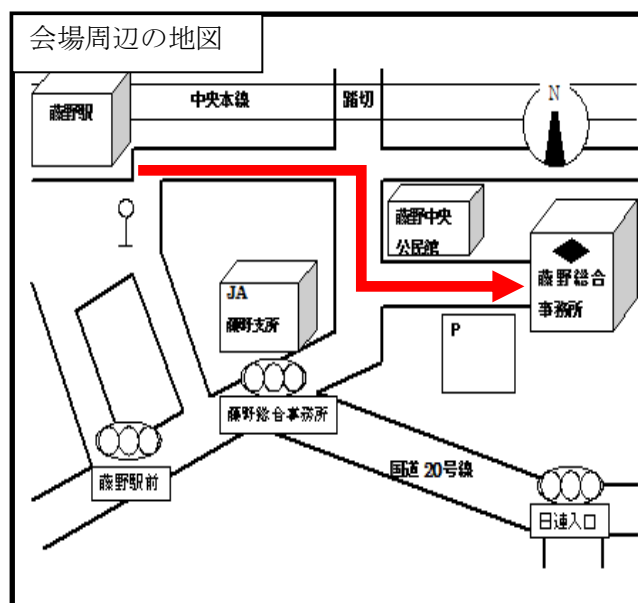 会場周辺の地図
中央本線
踏切
N
藤野駅
藤野中央
公民館
藤野総合
事務所
JA
藤野支所
P
藤野総合事務所
国道20号線
藤野駅前
日連入口